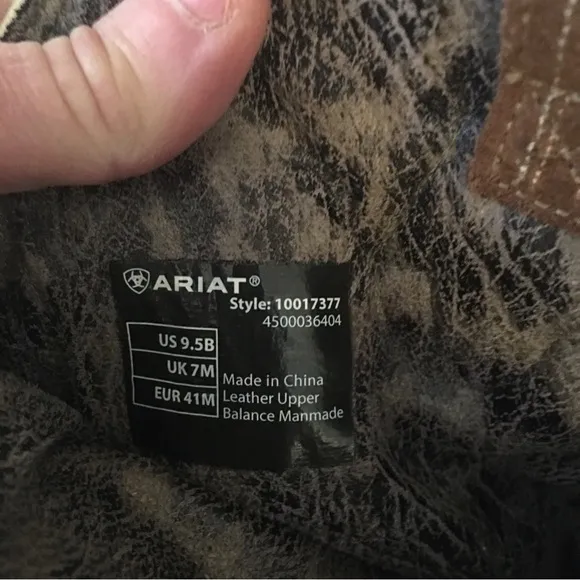 ARIAT®
Style: 10017377
4500036404
US 9.5B
UK 7M
EUR 41M
Made in China
Leather Upper
Balance Manmade